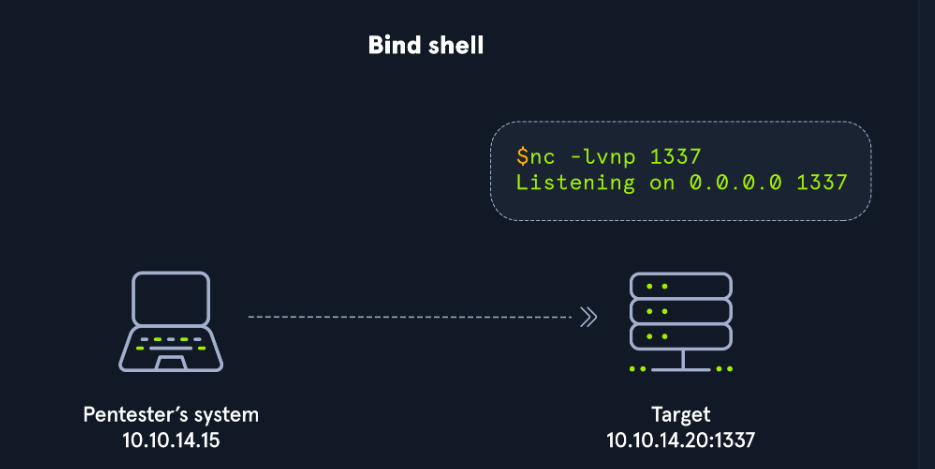 Bind shell
$nc -lvnp 1337
Listening on 0.0.0.0 1337
Pentester's system
10.10.14.15
Target
10.10.14.20:1337